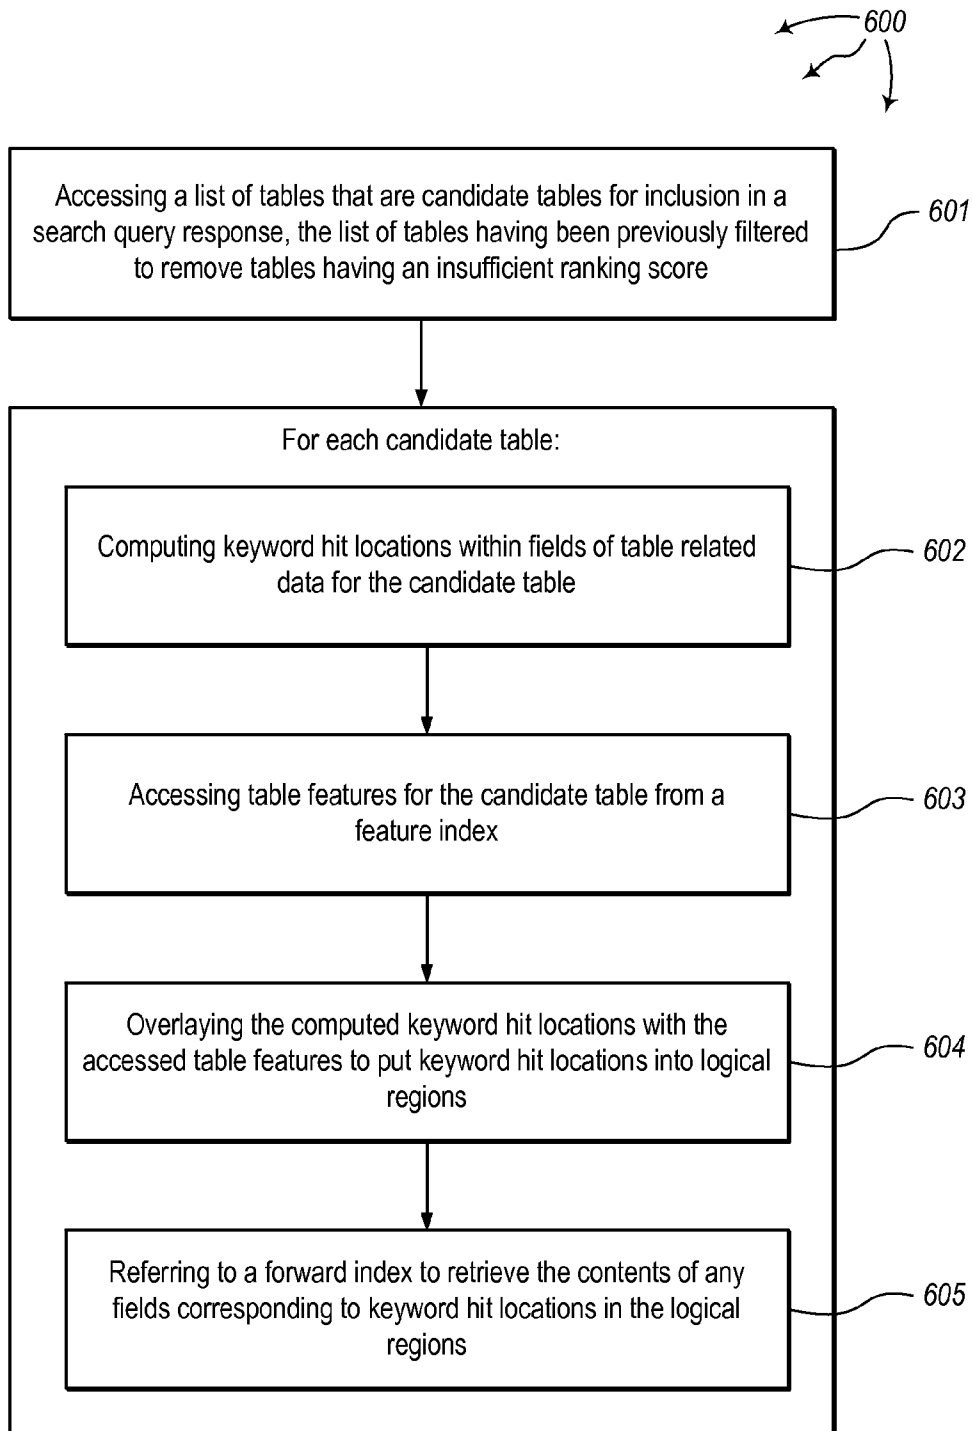 600
Accessing a list of tables that are candidate tables for inclusion in a
search query response, the list of tables having been previously filtered
to remove tables having an insufficient ranking score
601
For each candidate table:
Computing keyword hit locations within fields of table related
data for the candidate table
602
Accessing table features for the candidate table from a
feature index
603
Overlaying the computed keyword hit locations with the
accessed table features to put keyword hit locations into logical
regions
604
Referring to a forward index to retrieve the contents of any
fields corresponding to keyword hit locations in the logical
regions
605